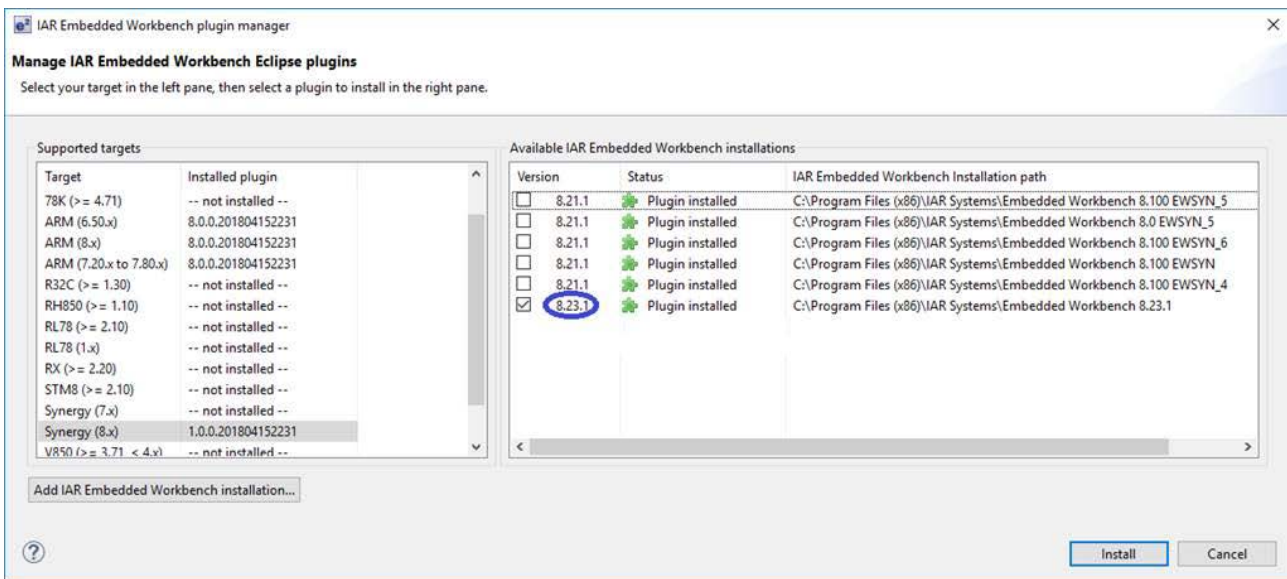 e² IAR Embedded Workbench plugin manager
Manage IAR Embedded Workbench Eclipse plugins
Select your target in the left pane, then select a plugin to install in the right pane.
Supported targets
Target Installed plugin
78K (>= 4.71) -- not installed --
ARM (6.50.x) 8.0.0.201804152231
ARM (8.x) 8.0.0.201804152231
ARM (7.20.x to 7.80.x) 8.0.0.201804152231
R32C (>= 1.30) -- not installed --
RH850 (>= 1.10) -- not installed --
RL78 (>= 2.10) -- not installed --
RL78 (1.x) -- not installed --
RX (>= 2.20) -- not installed --
STM8 (>= 2.10) -- not installed --
Synergy (7.x) -- not installed --
Synergy (8.x) 1.0.0.201804152231
V850 (>= 3.71 < 4.x) -- not installed --
Available IAR Embedded Workbench installations
Version Status IAR Embedded Workbench Installation path
8.21.1 Plugin installed C:\Program Files (x86)\IAR Systems\Embedded Workbench 8.100 EWSYN_5
8.21.1 Plugin installed C:\Program Files (x86)\IAR Systems\Embedded Workbench 8.0 EWSYN_5
8.21.1 Plugin installed C:\Program Files (x86)\IAR Systems\Embedded Workbench 8.100 EWSYN_6
8.21.1 Plugin installed C:\Program Files (x86)\IAR Systems\Embedded Workbench 8.100 EWSYN
8.21.1 Plugin installed C:\Program Files (x86)\IAR Systems\Embedded Workbench 8.100 EWSYN_4
8.23.1 Plugin installed C:\Program Files (x86)\IAR Systems\Embedded Workbench 8.23.1
Add IAR Embedded Workbench installation...
?
Install Cancel